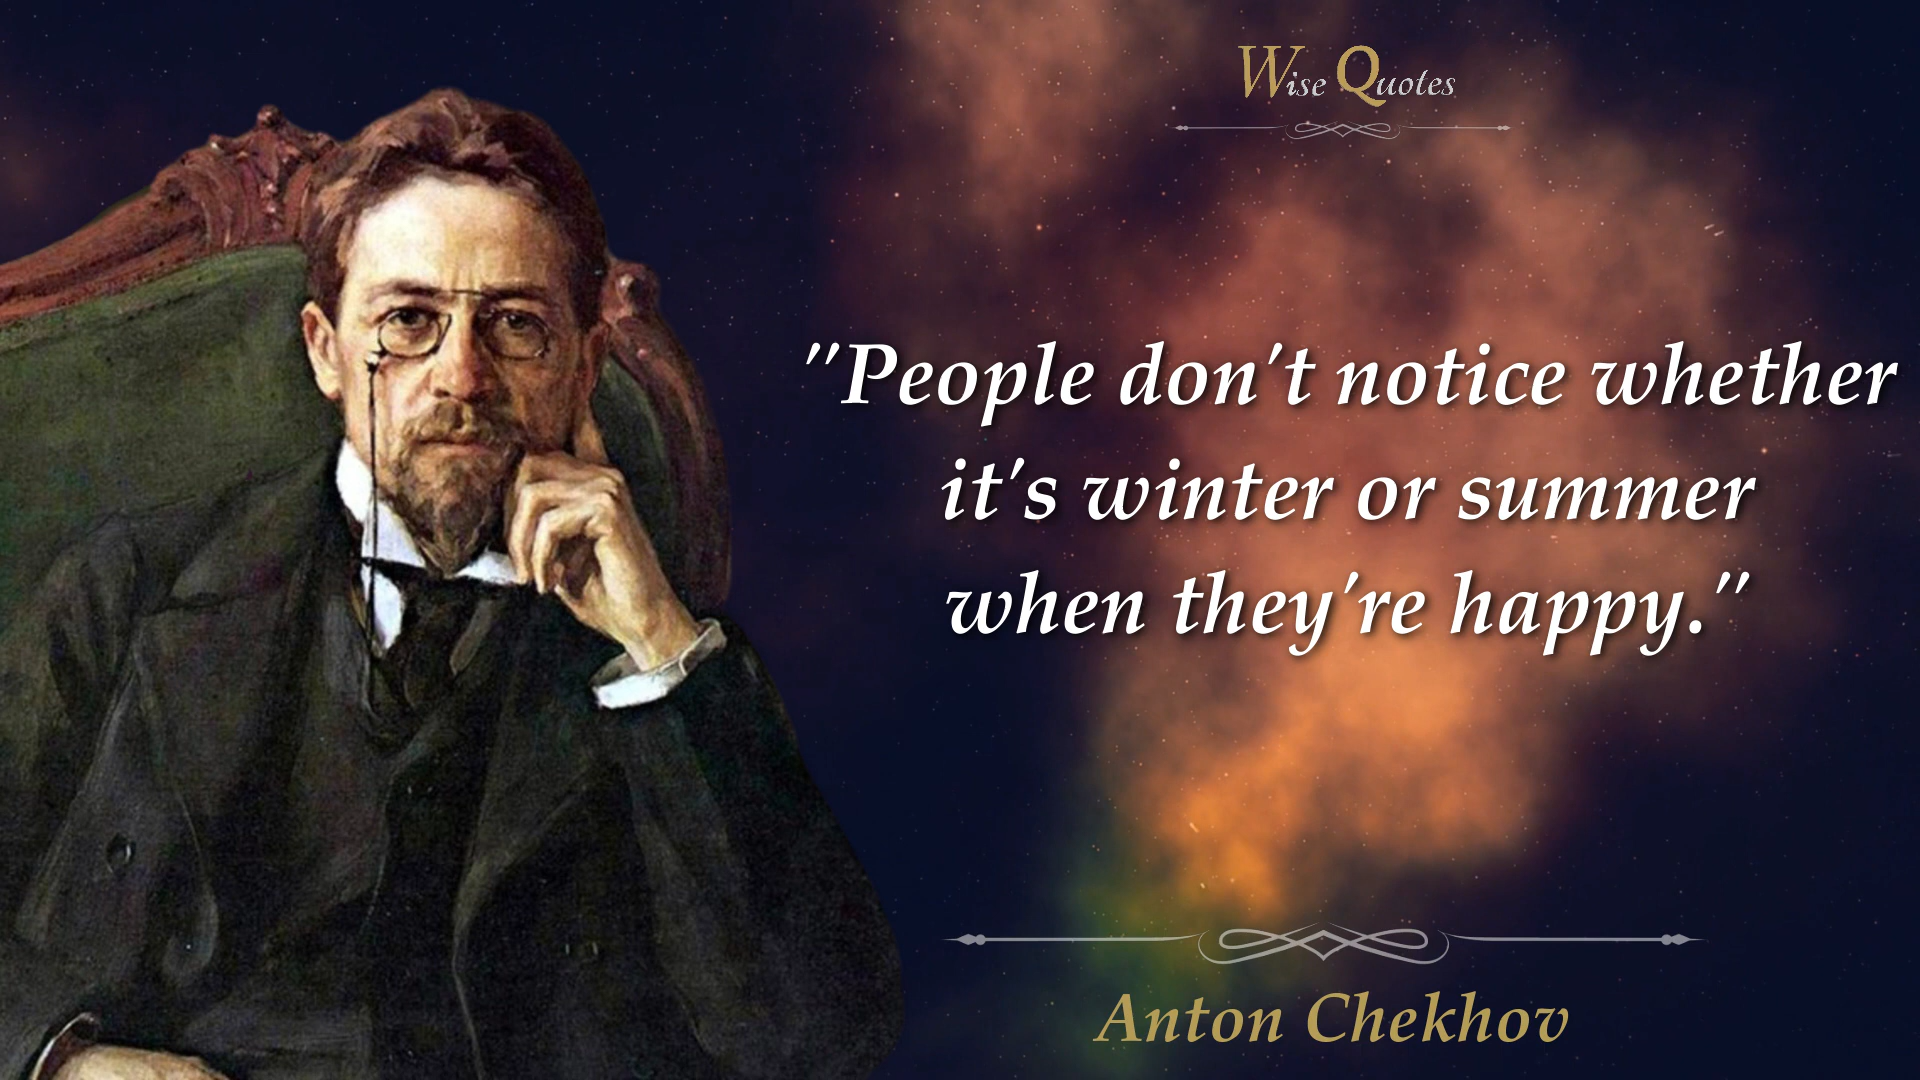 Wise Quotes
"People don't notice whether
it's winter or summer
when they're happy."
Anton Chekhov